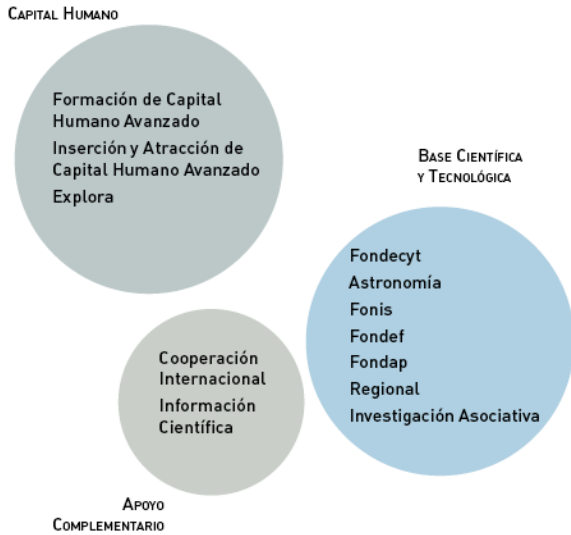 CAPITAL HUMANO
Formación de Capital
Humano Avanzado
Inserción y Atracción de
Capital Humano Avanzado
Explora
BASE CIENTÍFICA
Y TECNOLÓGICA
Fondecyt
Astronomía
Fonis
Fondef
Fondap
Regional
Investigación Asociativa
Cooperación
Internacional
Información
Científica
APOYO
COMPLEMENTARIO